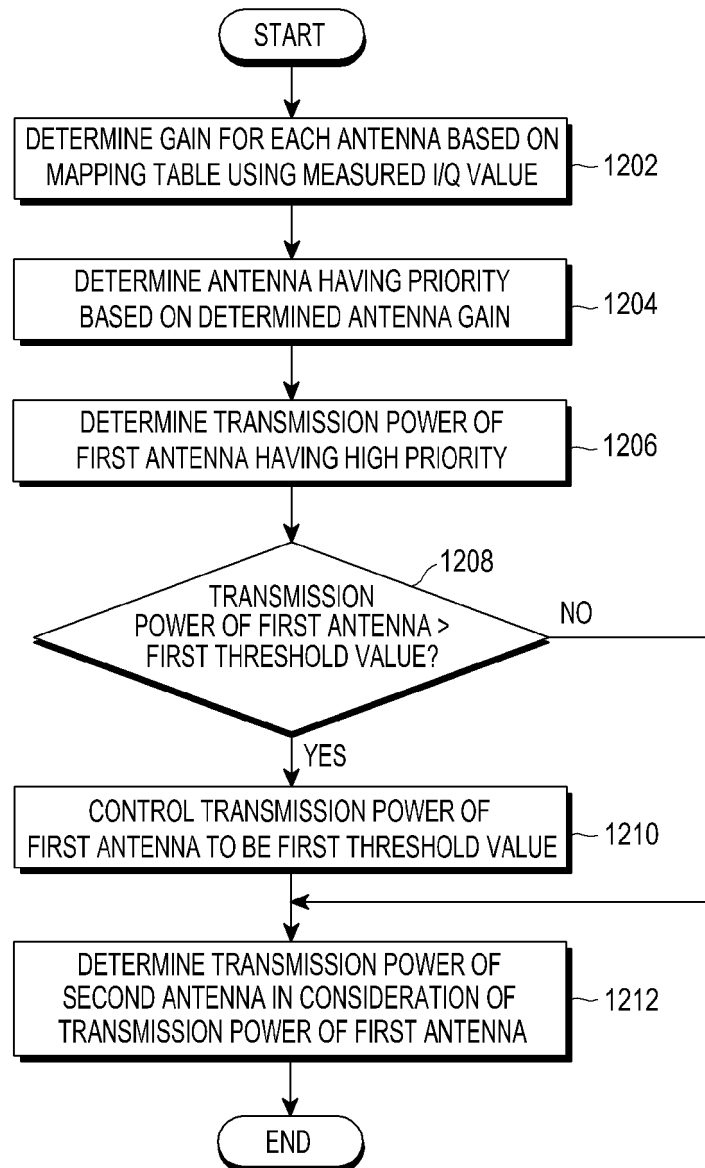 START
DETERMINE GAIN FOR EACH ANTENNA BASED ON
MAPPING TABLE USING MEASURED I/Q VALUE
1202
DETERMINE ANTENNA HAVING PRIORITY
BASED ON DETERMINED ANTENNA GAIN
1204
DETERMINE TRANSMISSION POWER OF
FIRST ANTENNA HAVING HIGH PRIORITY
1206
1208
TRANSMISSION
POWER OF FIRST ANTENNA >
FIRST THRESHOLD VALUE?
NO
YES
CONTROL TRANSMISSION POWER OF
FIRST ANTENNA TO BE FIRST THRESHOLD VALUE
1210
DETERMINE TRANSMISSION POWER OF
SECOND ANTENNA IN CONSIDERATION OF
TRANSMISSION POWER OF FIRST ANTENNA
1212
END